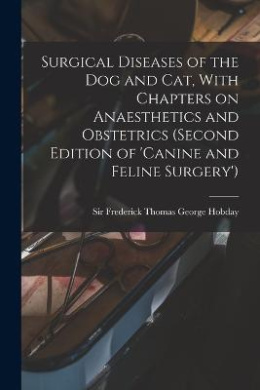 Surgical Diseases of the
Dog and Cat, With
Chapters on
Anaesthetics and
Obstetrics (Second
Edition of 'Canine and
Feline Surgery')
Sir Frederick Thomas George Hobday